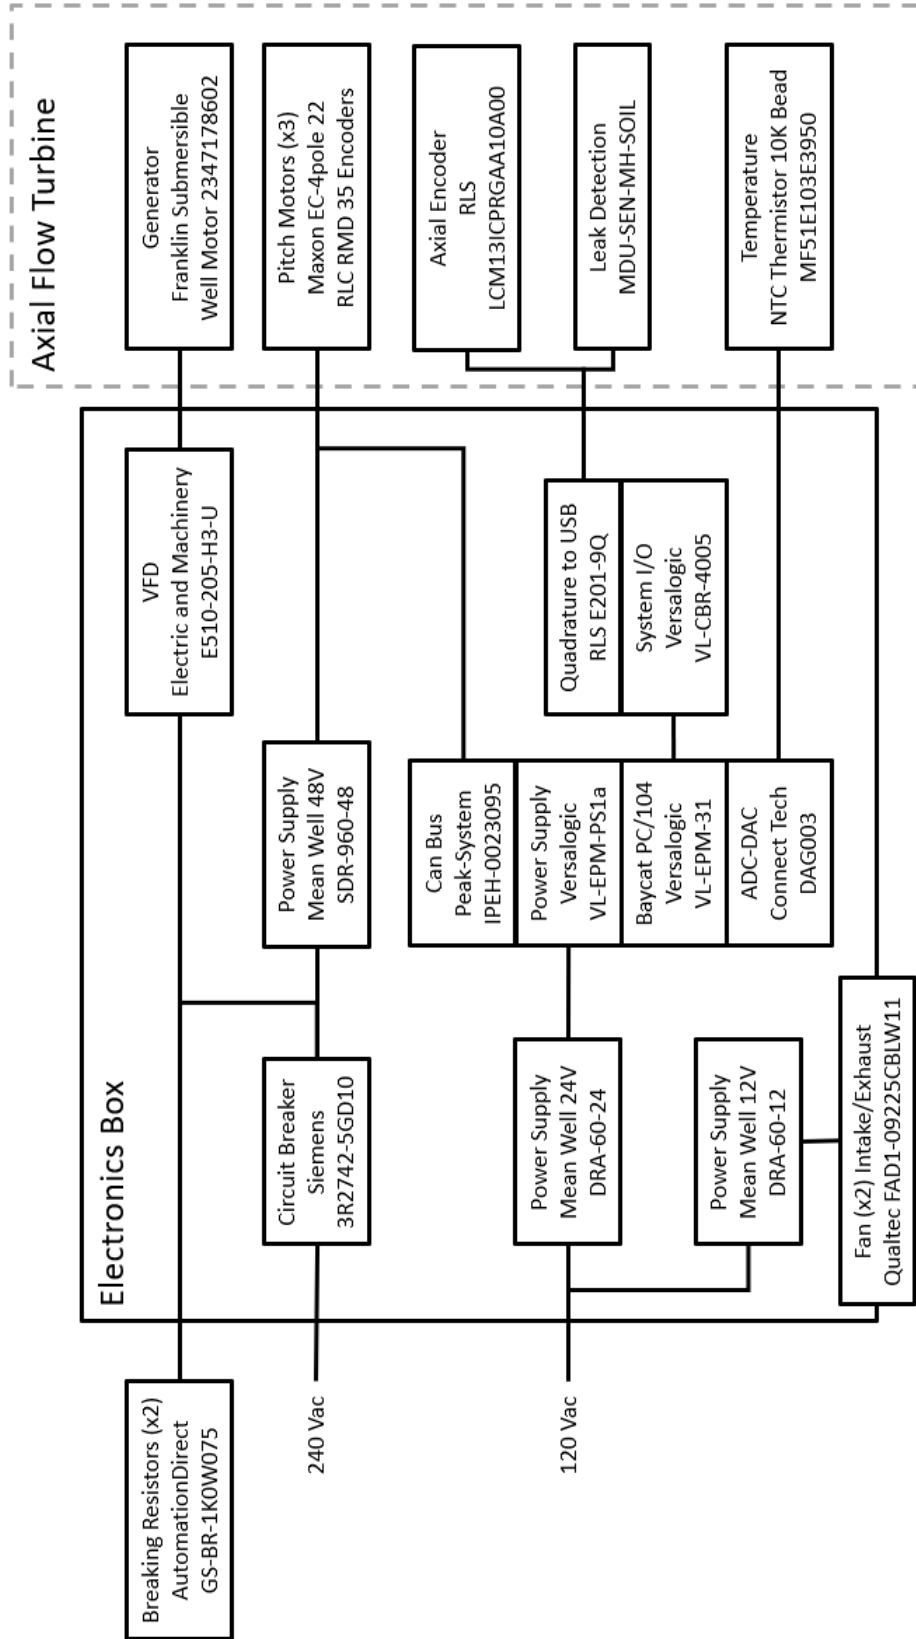 Axial Flow Turbine
Generator
Franklin Submersible
Well Motor 2347178602
Pitch Motors (x3)
Maxon EC-4pole 22
RLC RMD 35 Encoders
Axial Encoder
RLS
LCM13ICPRGAA10A00
Leak Detection
MDU-SEN-MH-SOIL
Temperature
NTC Thermistor 10K Bead
MF51E103E3950
Electronics Box
VFD
Electric and Machinery
E510-205-H3-U
Power Supply
Mean Well 48V
SDR-960-48
Circuit Breaker
Siemens
3R2742-5GD10
Quadrature to USB
RLS E201-9Q
System I/O
Versalogic
VL-CBR-4005
Can Bus
Peak-System
IPEH-0023095
Power Supply
Versalogic
VL-EPM-PS1a
Baycat PC/104
Versalogic
VL-EPM-31
ADC-DAC
Connect Tech
DAG003
Power Supply
Mean Well 24V
DRA-60-24
Power Supply
Mean Well 12V
DRA-60-12
Fan (x2) Intake/Exhaust
Qualtec FAD1-09225CBLW11
Breaking Resistors (x2)
AutomationDirect
GS-BR-1K0W075
240 Vac
120 Vac